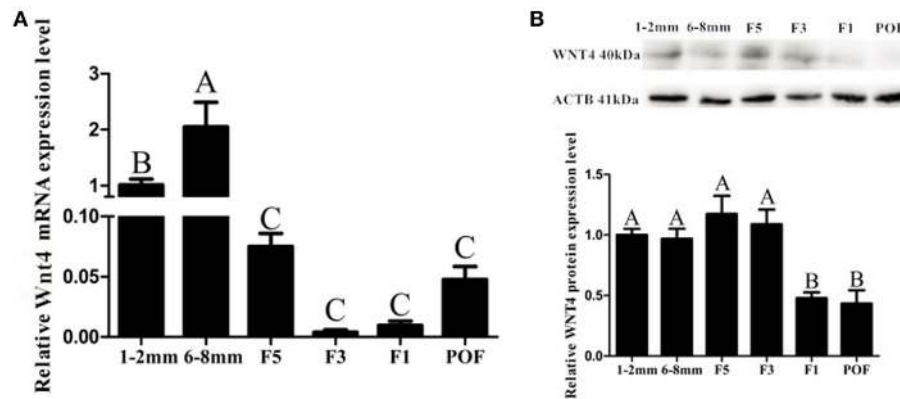 A
Relative Wnt4 mRNA expression level
3
2
1
0.10
0.05
0.00
B
A
C
C
C
C
1-2mm 6-8mm F5 F3 F1 POF
B
1-2mm 6-8mm F5 F3 F1 POF
WNT4 40kDa
ACTB 41kDa
Relative WNT4 protein expression level
1.5
1.0
0.5
0.0
A
A
A
A
B
B
1-2mm 6-8mm F5 F3 F1 POF